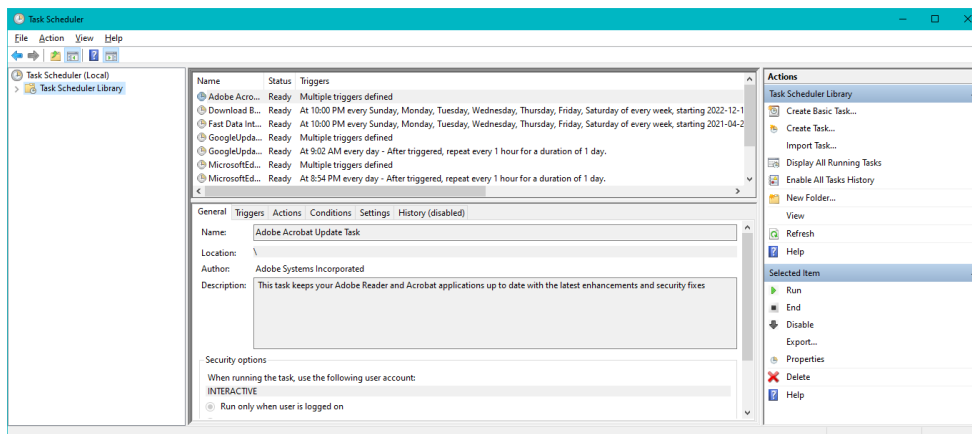 Task Scheduler
File Action View Help
Task Scheduler (Local)
Task Scheduler Library
Name Status Triggers
Adobe Acro... Ready Multiple triggers defined
Download B... Ready At 10:00 PM every Sunday, Monday, Tuesday, Wednesday, Thursday, Friday, Saturday of every week, starting 2022-12-1
Fast Data Int... Ready At 10:00 PM every Sunday, Monday, Tuesday, Wednesday, Thursday, Friday, Saturday of every week, starting 2021-04-2
GoogleUpda... Ready Multiple triggers defined
GoogleUpda... Ready At 9:02 AM every day - After triggered, repeat every 1 hour for a duration of 1 day.
MicrosoftEd... Ready Multiple triggers defined
MicrosoftEd... Ready At 8:54 PM every day - After triggered, repeat every 1 hour for a duration of 1 day.
General Triggers Actions Conditions Settings History (disabled)
Name: Adobe Acrobat Update Task
Location: \
Author: Adobe Systems Incorporated
Description: This task keeps your Adobe Reader and Acrobat applications up to date with the latest enhancements and security fixes
Security options
When running the task, use the following user account:
INTERACTIVE
Run only when user is logged on
Actions
Task Scheduler Library
Create Basic Task...
Create Task...
Import Task...
Display All Running Tasks
Enable All Tasks History
New Folder...
View
Refresh
Help
Selected Item
Run
End
Disable
Export...
Properties
Delete
Help